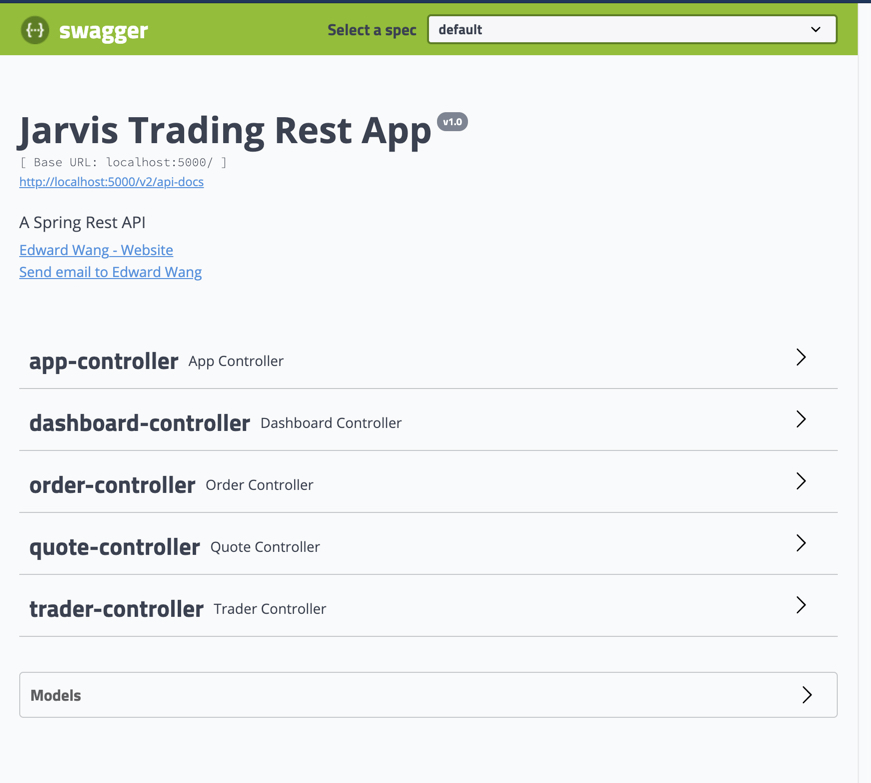 {···} swagger Select a spec default
Jarvis Trading Rest App v1.0
[ Base URL: localhost:5000/ ]
http://localhost:5000/v2/api-docs
A Spring Rest API
Edward Wang - Website
Send email to Edward Wang
app-controller App Controller
dashboard-controller Dashboard Controller
order-controller Order Controller
quote-controller Quote Controller
trader-controller Trader Controller
Models